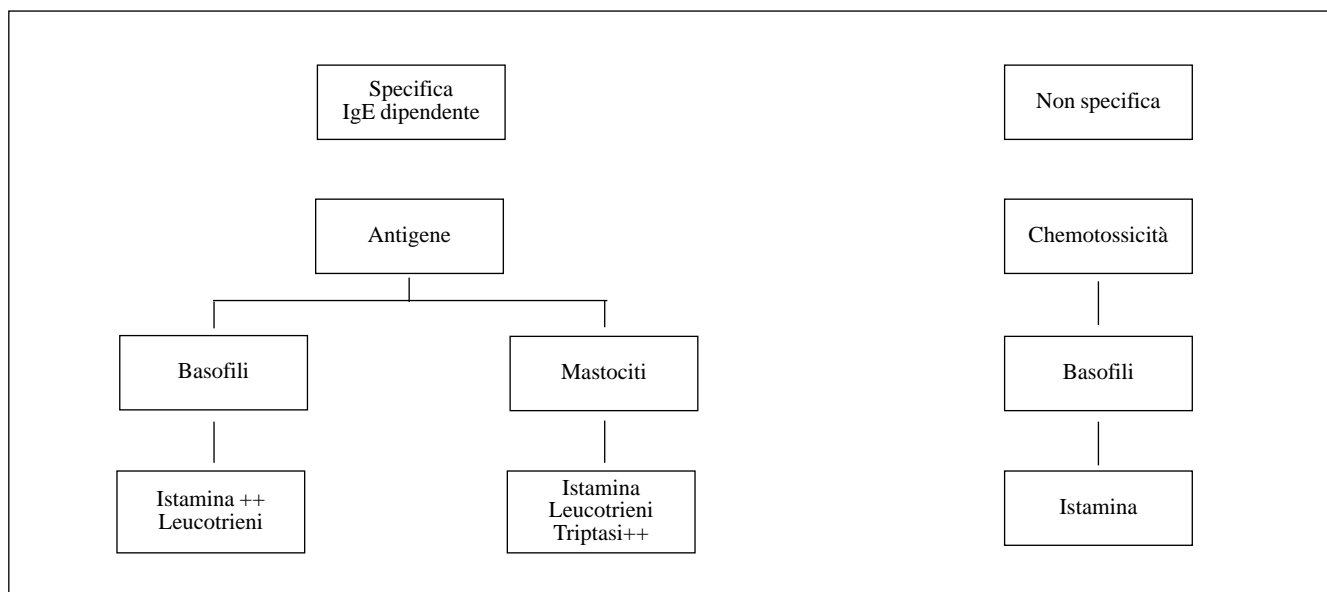 Specifica
IgE dipendente
Non specifica
Antigene
Chemotossicità
Basofili
Mastociti
Basofili
Istamina ++
Leucotrieni
Istamina
Leucotrieni
Triptasi++
Istamina